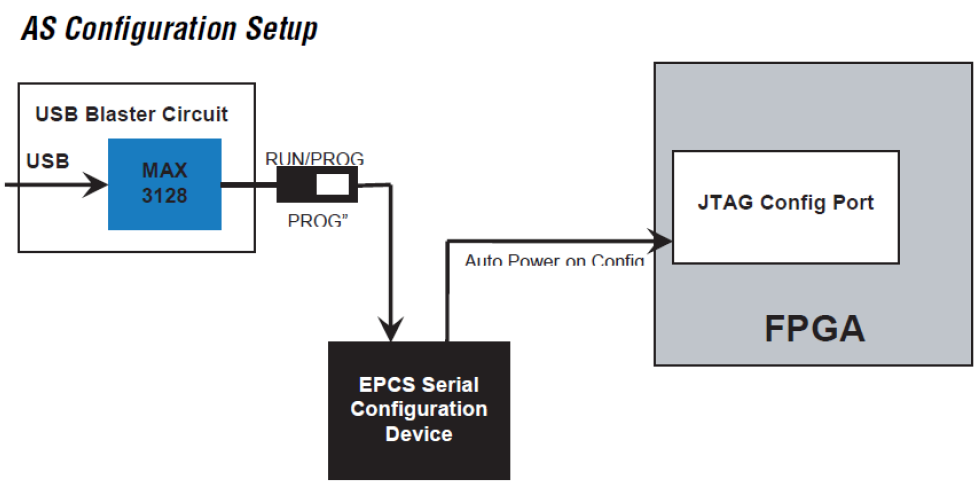 AS Configuration Setup
USB Blaster Circuit
USB
MAX
3128
RUN/PROG
PROG"
JTAG Config Port
Auto Power on Config
FPGA
EPCS Serial
Configuration
Device